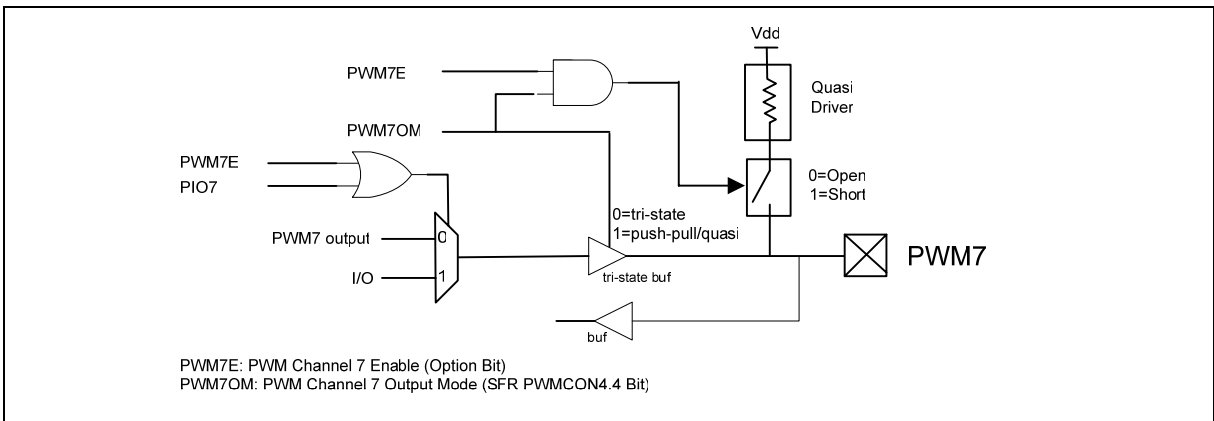 Vdd
PWM7E
Quasi
Driver
PWM7OM
PWM7E
PIO7
0=Open
1=Short
0=tri-state
1=push-pull/quasi
PWM7 output
0
PWM7
I/O
1
tri-state buf
buf
PWM7E: PWM Channel 7 Enable (Option Bit)
PWM7OM: PWM Channel 7 Output Mode (SFR PWMCON4.4 Bit)